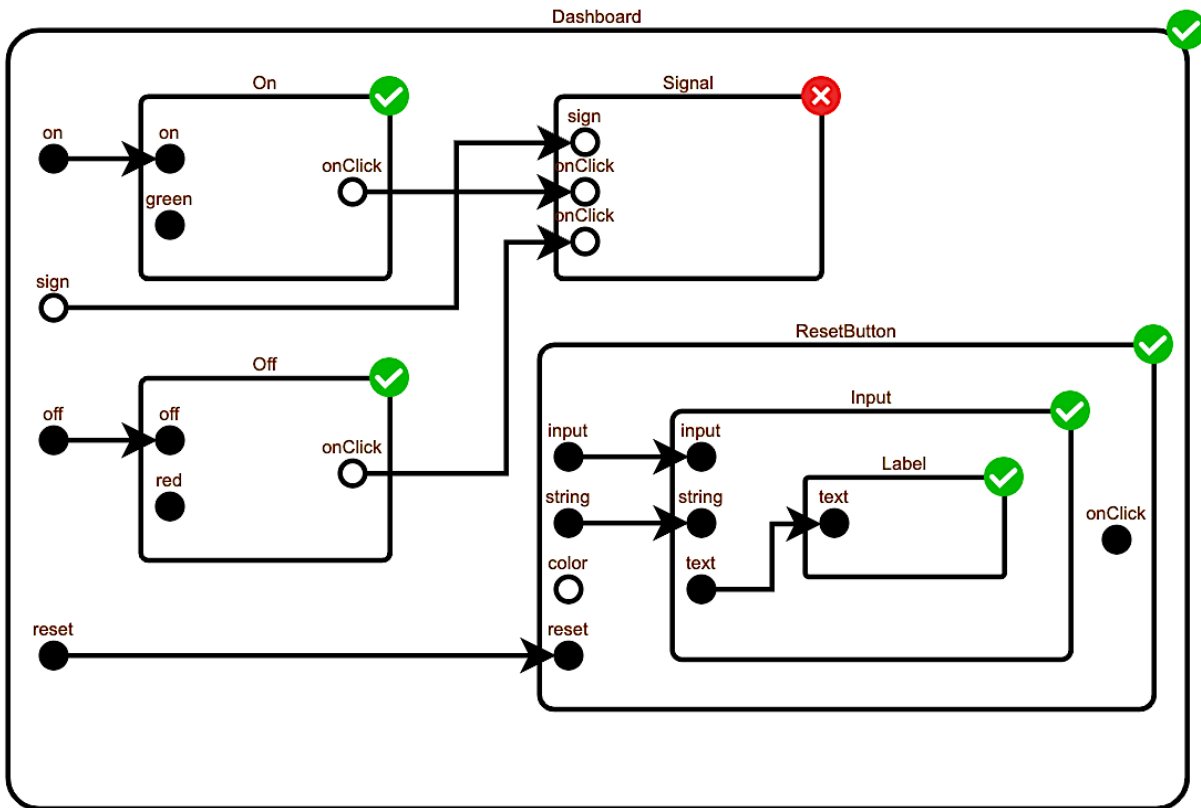 Dashboard
On
Signal
on
on
sign
onClick
onClick
green
onClick
sign
ResetButton
Off
Input
off
off
onClick
input
input
Label
red
string
string
text
onClick
color
text
reset
reset